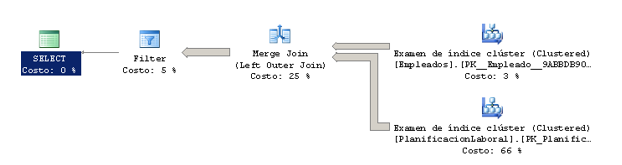 SELECT
Costo: 0 %
Filter
Costo: 5 %
Merge Join
(Left Outer Join)
Costo: 25 %
Examen de índice clúster (Clustered)
[Empleados].[PK__Empleado__9ABBDB90…
Costo: 3 %
Examen de índice clúster (Clustered)
[PlanificacionLaboral].[PK_Planific…
Costo: 66 %